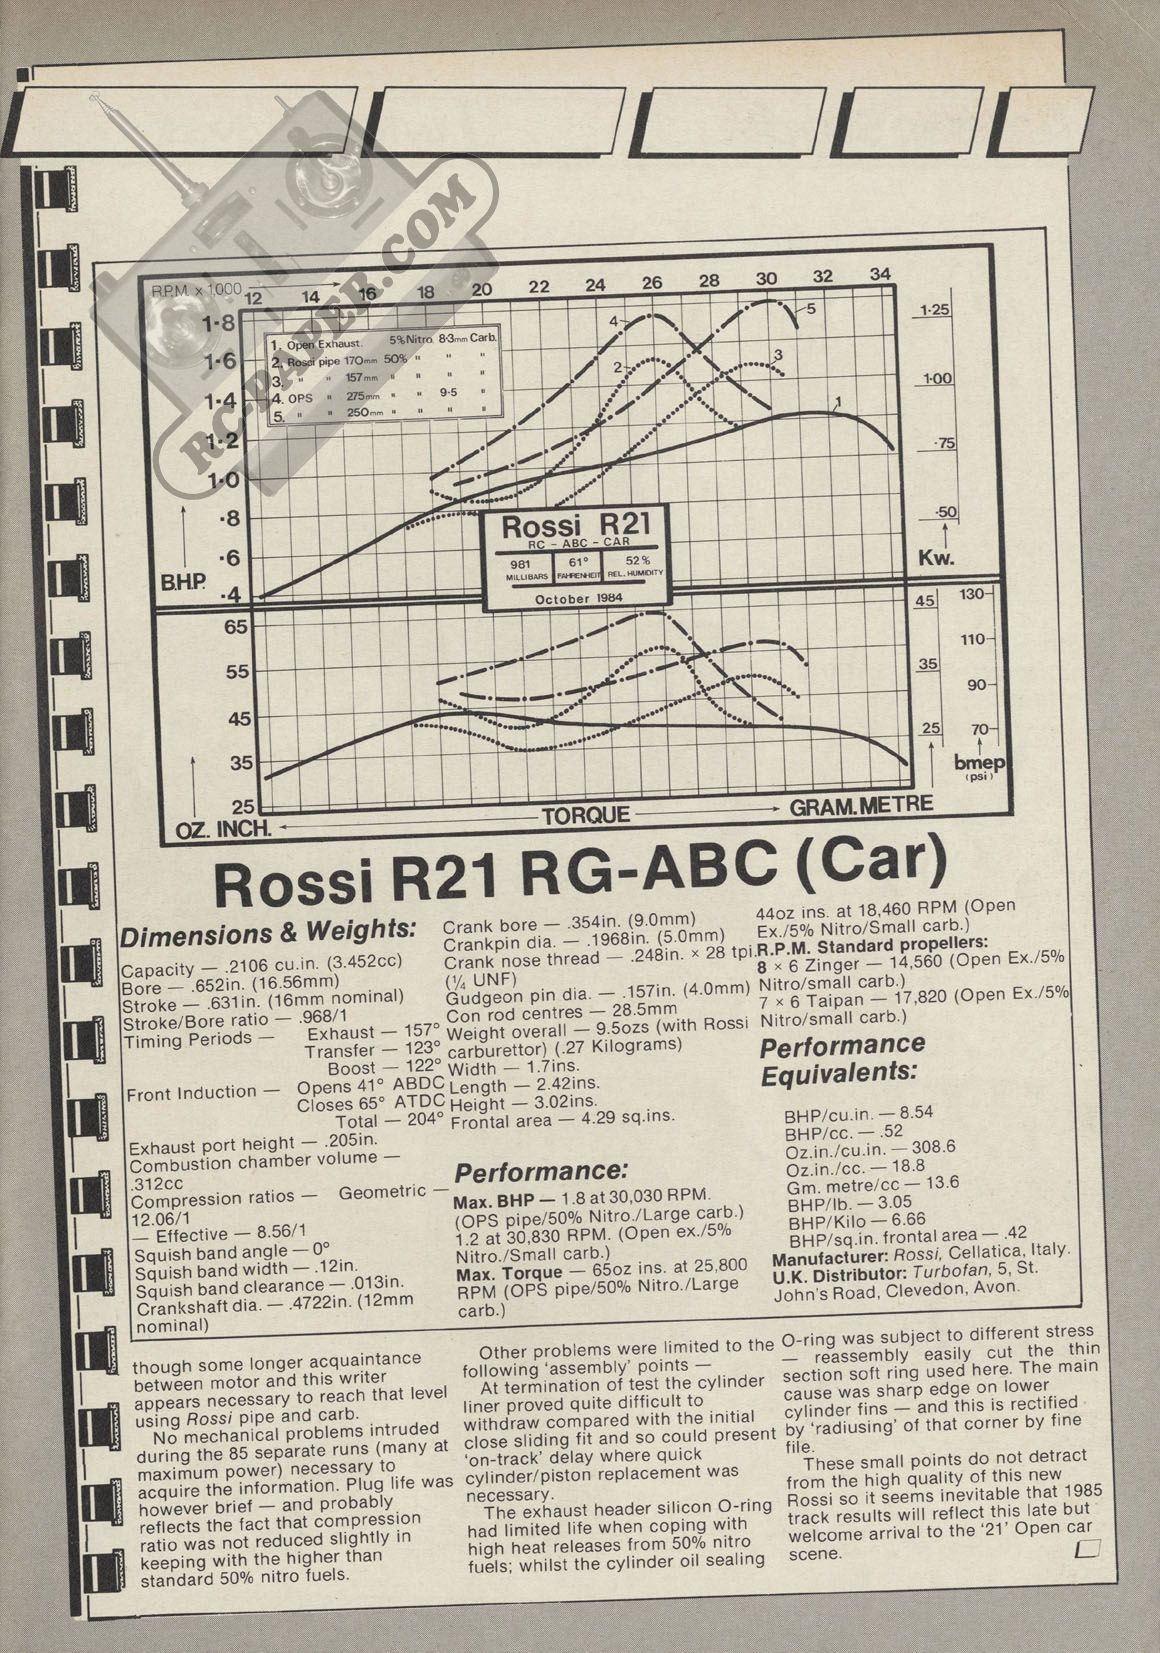 R.P.M. x 1,000
12 14 16 18 20 22 24 26 28 30 32 34
1·8
1·6
1·4
1·2
1·0
·8
·6
·4
B.H.P.
1. Open Exhaust. 5% Nitro. 8·3mm Carb.
2. Rossi pipe 170mm 50% " " "
3. " " 157mm " " " "
4. OPS " 275mm " " 9·5 "
5. " " 250mm " " " "
4
2
5
3
1
1·25
1·00
·75
·50
Kw.
Rossi R21
RC - ABC - CAR
981 MILLIBARS
61° FAHRENHEIT
52% REL. HUMIDITY
October 1984
65
55
45
35
25
45
35
25
130
110
90
70
bmep
(psi)
OZ. INCH. TORQUE GRAM. METRE
RC-PAPER.COM
Rossi R21 RG-ABC (Car)
Dimensions & Weights:
Capacity — .2106 cu.in. (3.452cc)
Bore — .652in. (16.56mm)
Stroke — .631in. (16mm nominal)
Stroke/Bore ratio — .968/1
Timing Periods — Exhaust — 157°
Transfer — 123°
Boost — 122°
Front Induction — Opens 41° ABDC
Closes 65° ATDC
Total — 204°
Exhaust port height — .205in.
Combustion chamber volume —
.312cc
Compression ratios — Geometric —
12.06/1
— Effective — 8.56/1
Squish band angle — 0°
Squish band width — .12in.
Squish band clearance — .013in.
Crankshaft dia. — .4722in. (12mm
nominal)
Crank bore — .354in. (9.0mm)
Crankpin dia. — .1968in. (5.0mm)
Crank nose thread — .248in. × 28 tpi.
(¼ UNF)
Gudgeon pin dia. — .157in. (4.0mm)
Con rod centres — 28.5mm
Weight overall — 9.5ozs (with Rossi
carburettor) (.27 Kilograms)
Width — 1.7ins.
Length — 2.42ins.
Height — 3.02ins.
Frontal area — 4.29 sq.ins.
Performance:
Max. BHP — 1.8 at 30,030 RPM.
(OPS pipe/50% Nitro./Large carb.)
1.2 at 30,830 RPM. (Open ex./5%
Nitro./Small carb.)
Max. Torque — 65oz ins. at 25,800
RPM (OPS pipe/50% Nitro./Large
carb.)
44oz ins. at 18,460 RPM (Open
Ex./5% Nitro/Small carb.)
R.P.M. Standard propellers:
8 × 6 Zinger — 14,560 (Open Ex./5%
Nitro/small carb.)
7 × 6 Taipan — 17,820 (Open Ex./5%
Nitro/small carb.)
Performance
Equivalents:
BHP/cu.in. — 8.54
BHP/cc. — .52
Oz.in./cu.in. — 308.6
Oz.in./cc. — 18.8
Gm. metre/cc — 13.6
BHP/lb. — 3.05
BHP/Kilo — 6.66
BHP/sq.in. frontal area — .42
Manufacturer: Rossi, Cellatica, Italy.
U.K. Distributor: Turbofan, 5, St.
John's Road, Clevedon, Avon.
though some longer acquaintance
between motor and this writer
appears necessary to reach that level
using Rossi pipe and carb.
No mechanical problems intruded
during the 85 separate runs (many at
maximum power) necessary to
acquire the information. Plug life was
however brief — and probably
reflects the fact that compression
ratio was not reduced slightly in
keeping with the higher than
standard 50% nitro fuels.
Other problems were limited to the
following 'assembly' points —
At termination of test the cylinder
liner proved quite difficult to
withdraw compared with the initial
close sliding fit and so could present
'on-track' delay where quick
cylinder/piston replacement was
necessary.
The exhaust header silicon O-ring
had limited life when coping with
high heat releases from 50% nitro
fuels; whilst the cylinder oil sealing
O-ring was subject to different stress
— reassembly easily cut the thin
section soft ring used here. The main
cause was sharp edge on lower
cylinder fins — and this is rectified
by 'radiusing' of that corner by fine
file.
These small points do not detract
from the high quality of this new
Rossi so it seems inevitable that 1985
track results will reflect this late but
welcome arrival to the '21' Open car
scene.